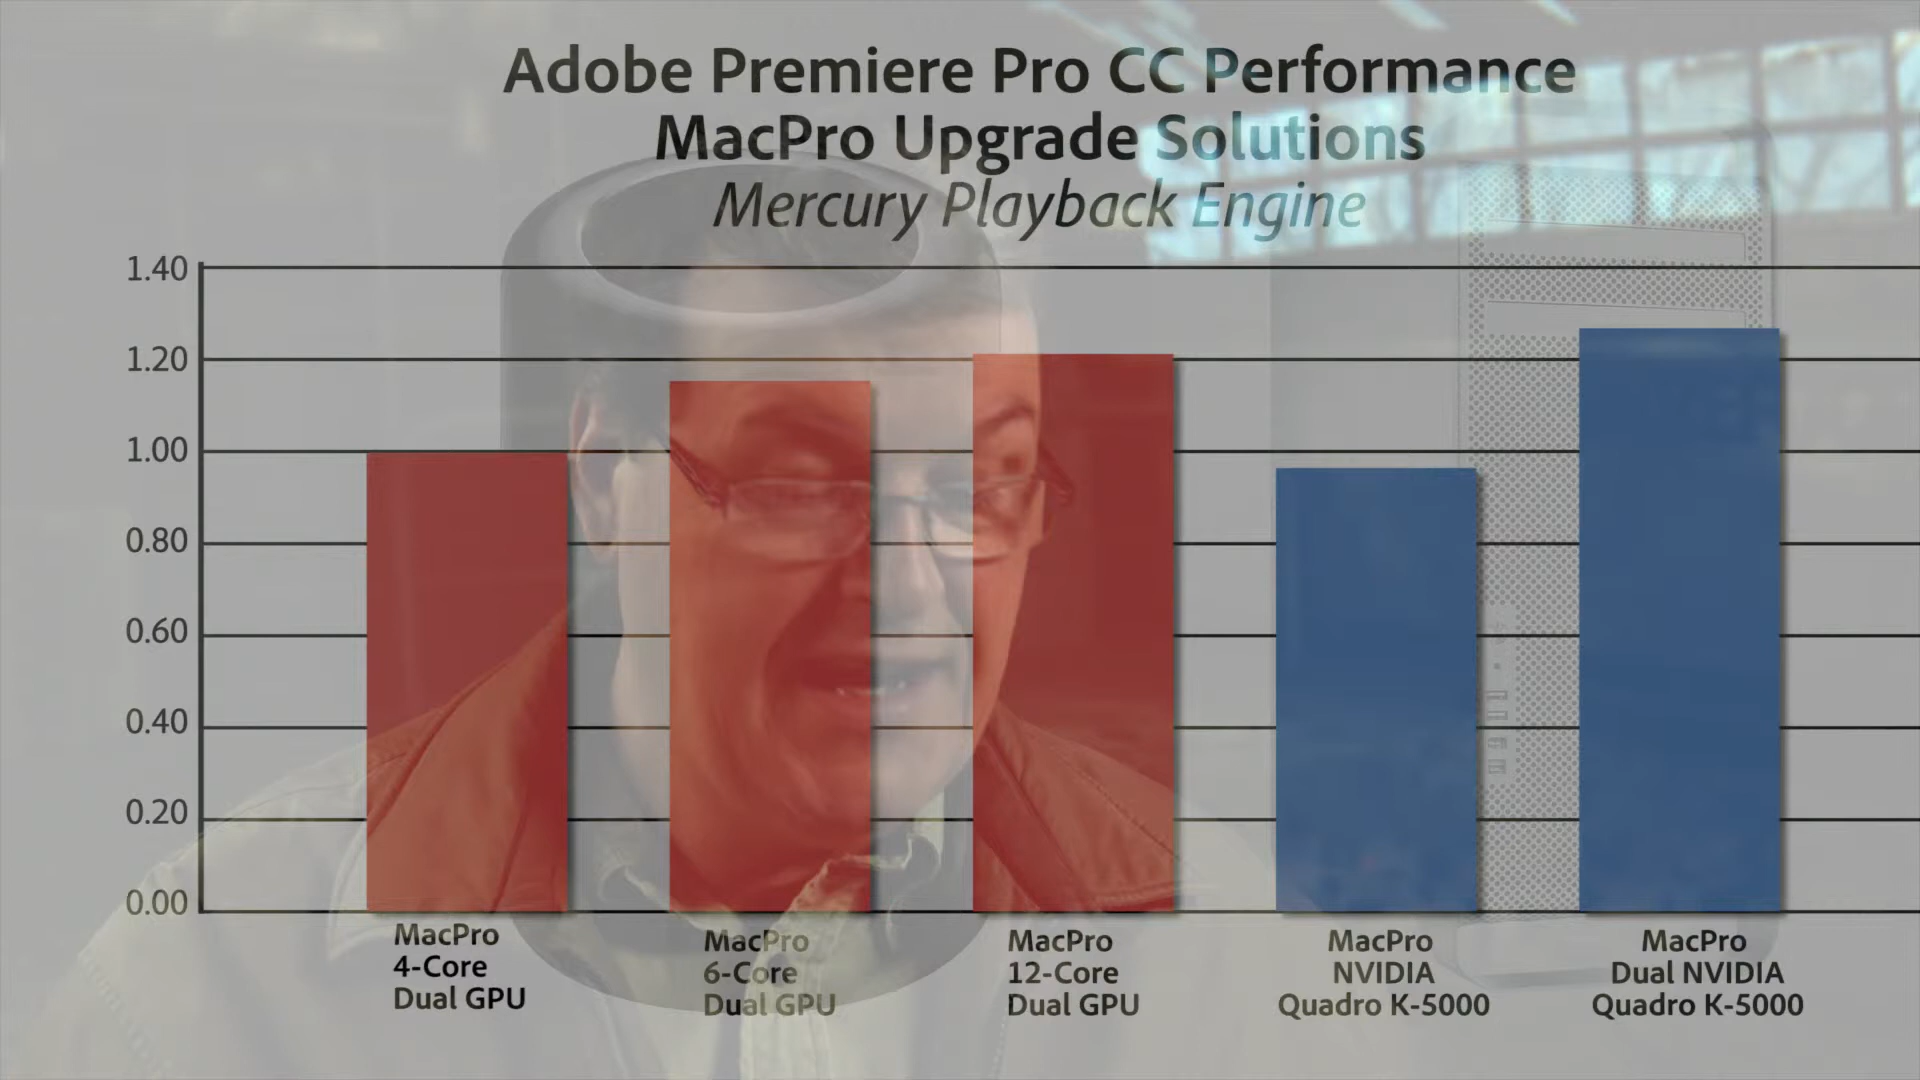 Adobe Premiere Pro CC Performance
MacPro Upgrade Solutions
Mercury Playback Engine
1.40
1.20
1.00
0.80
0.60
0.40
0.20
0.00
MacPro
4-Core
Dual GPU
MacPro
6-Core
Dual GPU
MacPro
12-Core
Dual GPU
MacPro
NVIDIA
Quadro K-5000
MacPro
Dual NVIDIA
Quadro K-5000